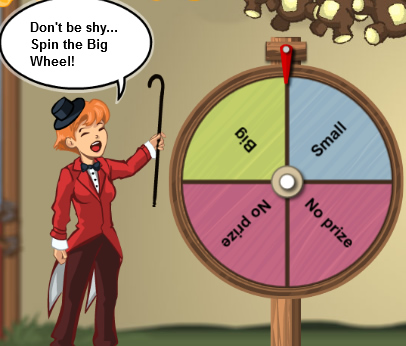 Don't be shy...
Spin the Big
Wheel!
Big
Small
No prize
No prize